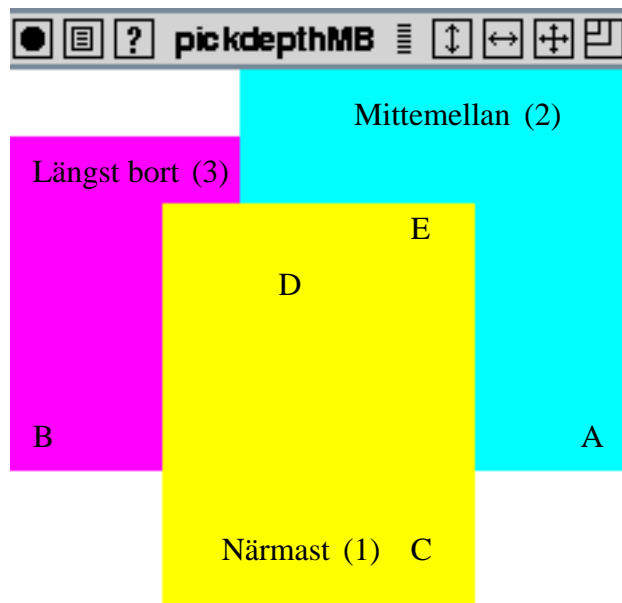 ? pickdepthMB
Mittemellan (2)
Längst bort (3)
E
D
B
A
Närmast (1) C